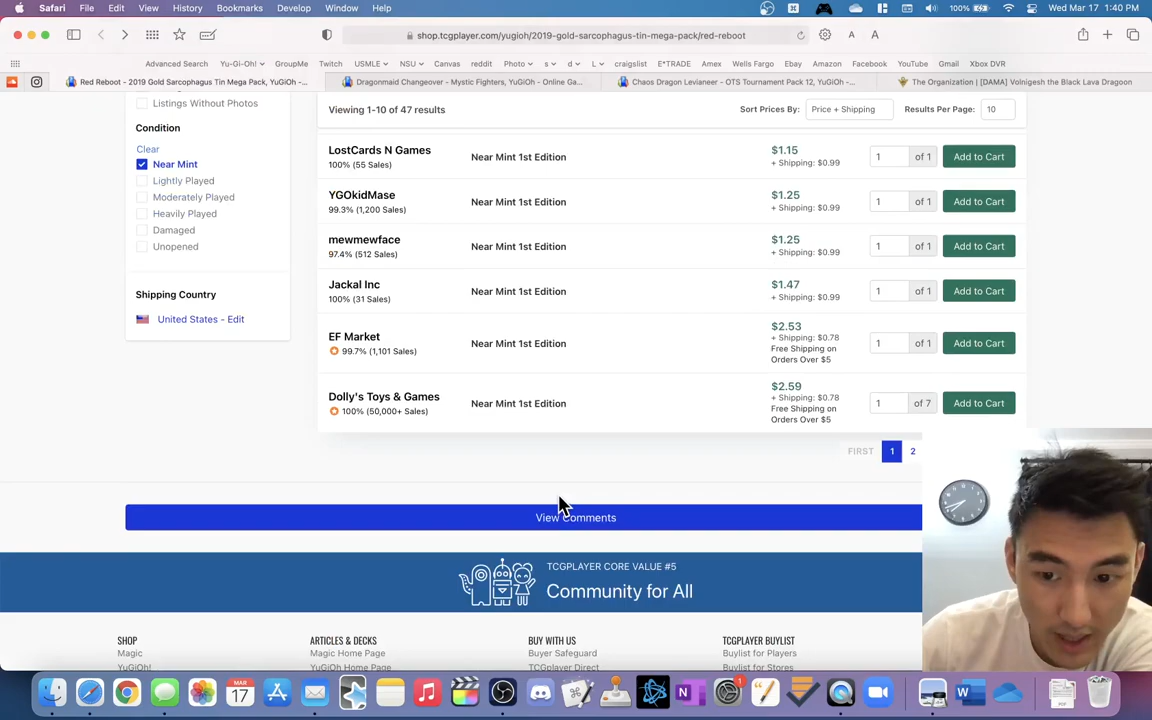 Safari File Edit View History Bookmarks Develop Window Help
100% Wed Mar 17 1:40 PM
shop.tcgplayer.com/yugioh/2019-gold-sarcophagus-tin-mega-pack/red-reboot
A A
Advanced Search Yu-Gi-Oh! GroupMe Twitch USMLE NSU Canvas reddit Photo s d L craigslist E*TRADE Amex Wells Fargo Ebay Amazon Facebook YouTube Gmail Xbox DVR
Red Reboot - 2019 Gold Sarcophagus Tin Mega Pack, YuGiOh -...
Dragonmaid Changeover - Mystic Fighters, YuGiOh - Online Ga...
Chaos Dragon Levianeer - OTS Tournament Pack 12, YuGiOh -...
The Organization | [DAMA] Volnigesh the Black Lava Dragoon
Listings Without Photos
Condition
Clear
Near Mint
Lightly Played
Moderately Played
Heavily Played
Damaged
Unopened
Shipping Country
United States - Edit
Viewing 1-10 of 47 results
Sort Prices By: Price + Shipping Results Per Page: 10
LostCards N Games
100% (55 Sales)
Near Mint 1st Edition
$1.15
+ Shipping: $0.99
1 of 1 Add to Cart
YGOkidMase
99.3% (1,200 Sales)
Near Mint 1st Edition
$1.25
+ Shipping: $0.99
1 of 1 Add to Cart
mewmewface
97.4% (512 Sales)
Near Mint 1st Edition
$1.25
+ Shipping: $0.99
1 of 1 Add to Cart
Jackal Inc
100% (31 Sales)
Near Mint 1st Edition
$1.47
+ Shipping: $0.99
1 of 1 Add to Cart
EF Market
99.7% (1,101 Sales)
Near Mint 1st Edition
$2.53
+ Shipping: $0.78
Free Shipping on
Orders Over $5
1 of 1 Add to Cart
Dolly's Toys & Games
100% (50,000+ Sales)
Near Mint 1st Edition
$2.59
+ Shipping: $0.78
Free Shipping on
Orders Over $5
1 of 7 Add to Cart
FIRST 1 2
View Comments
TCGPLAYER CORE VALUE #5
Community for All
SHOP
Magic
YuGiOh!
ARTICLES & DECKS
Magic Home Page
YuGiOh Home Page
BUY WITH US
Buyer Safeguard
TCGplayer Direct
TCGPLAYER BUYLIST
Buylist for Players
Buylist for Stores
MAR
17
1